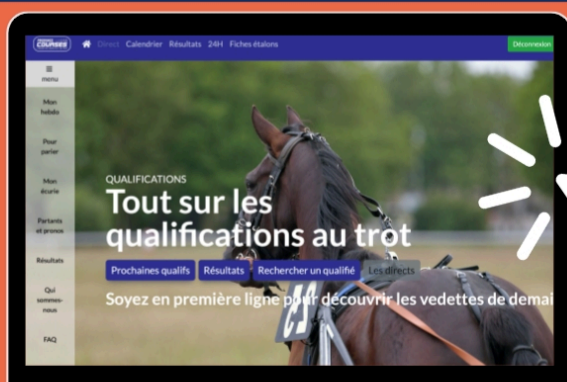 COURSES
Direct Calendrier Résultats 24H Fiches étalons
Déconnexion
menu
Mon
hebdo
Pour
parier
Mon
écurie
Partants
et pronos
Résultats
Qui
sommes-
nous
FAQ
QUALIFICATIONS
Tout sur les
qualifications au trot
Prochaines qualifs Résultats Rechercher un qualifié Les directs
Soyez en première ligne pour découvrir les vedettes de demai